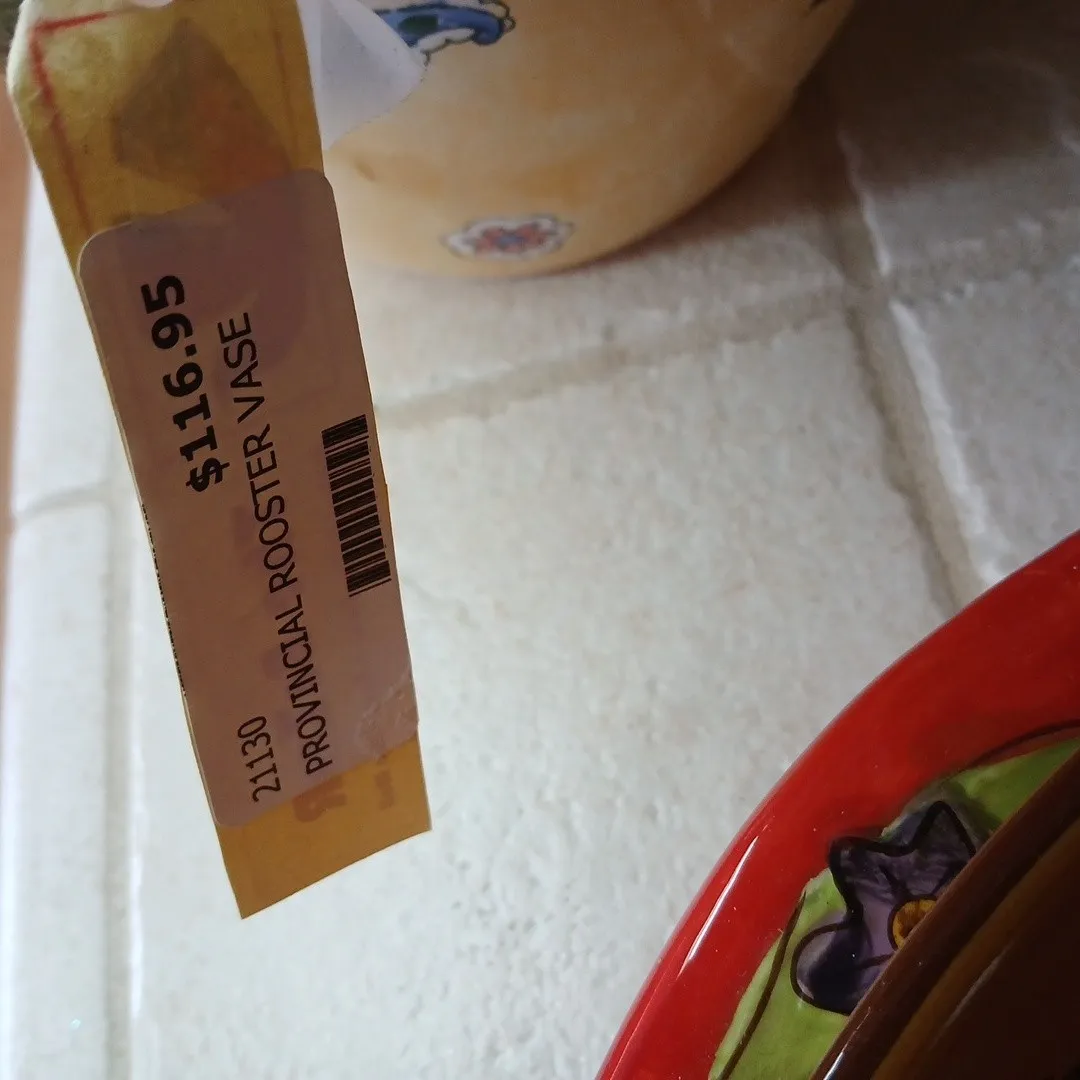 $116.95
PROVINCIAL ROOSTER VASE
21130